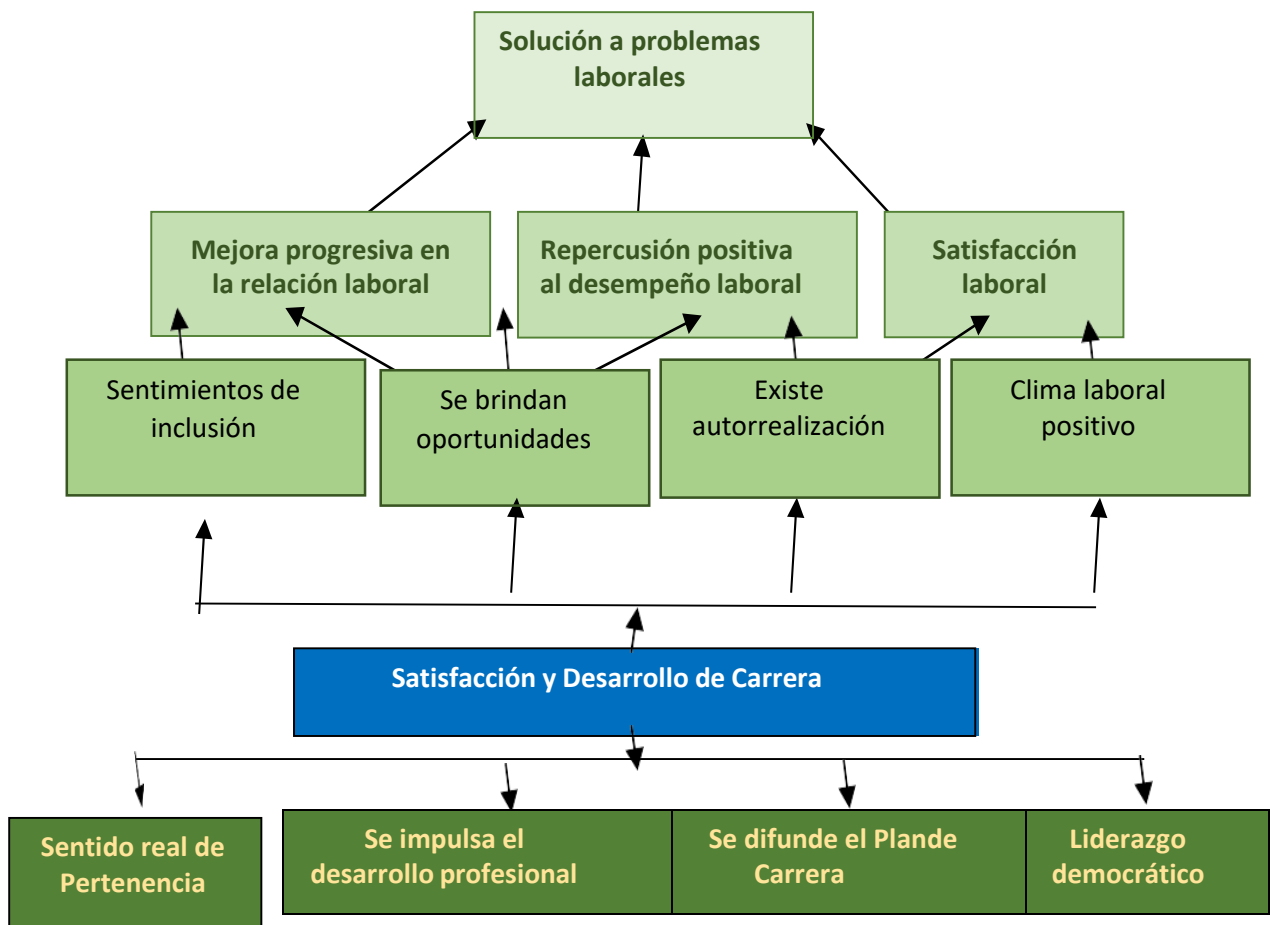 Solución a problemas
laborales
Mejora progresiva en
la relación laboral
Repercusión positiva
al desempeño laboral
Satisfacción
laboral
Sentimientos de
inclusión
Se brindan
oportunidades
Existe
autorrealización
Clima laboral
positivo
Satisfacción y Desarrollo de Carrera
Sentido real de
Pertenencia
Se impulsa el
desarrollo profesional
Se difunde el Plande
Carrera
Liderazgo
democrático